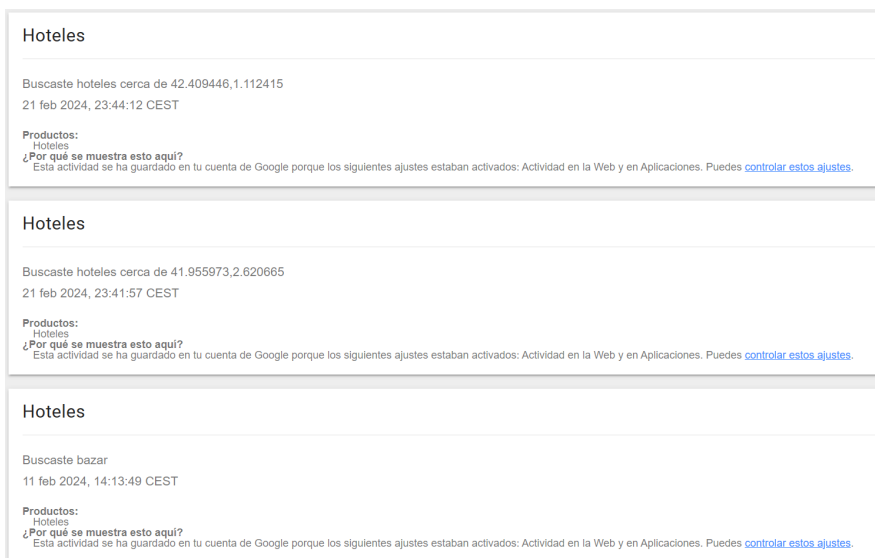 Hoteles
Buscaste hoteles cerca de 42.409446,1.112415
21 feb 2024, 23:44:12 CEST
Productos:
Hoteles
¿Por qué se muestra esto aquí?
Esta actividad se ha guardado en tu cuenta de Google porque los siguientes ajustes estaban activados: Actividad en la Web y en Aplicaciones. Puedes controlar estos ajustes.
Hoteles
Buscaste hoteles cerca de 41.955973,2.620665
21 feb 2024, 23:41:57 CEST
Productos:
Hoteles
¿Por qué se muestra esto aquí?
Esta actividad se ha guardado en tu cuenta de Google porque los siguientes ajustes estaban activados: Actividad en la Web y en Aplicaciones. Puedes controlar estos ajustes.
Hoteles
Buscaste bazar
11 feb 2024, 14:13:49 CEST
Productos:
Hoteles
¿Por qué se muestra esto aquí?
Esta actividad se ha guardado en tu cuenta de Google porque los siguientes ajustes estaban activados: Actividad en la Web y en Aplicaciones. Puedes controlar estos ajustes.